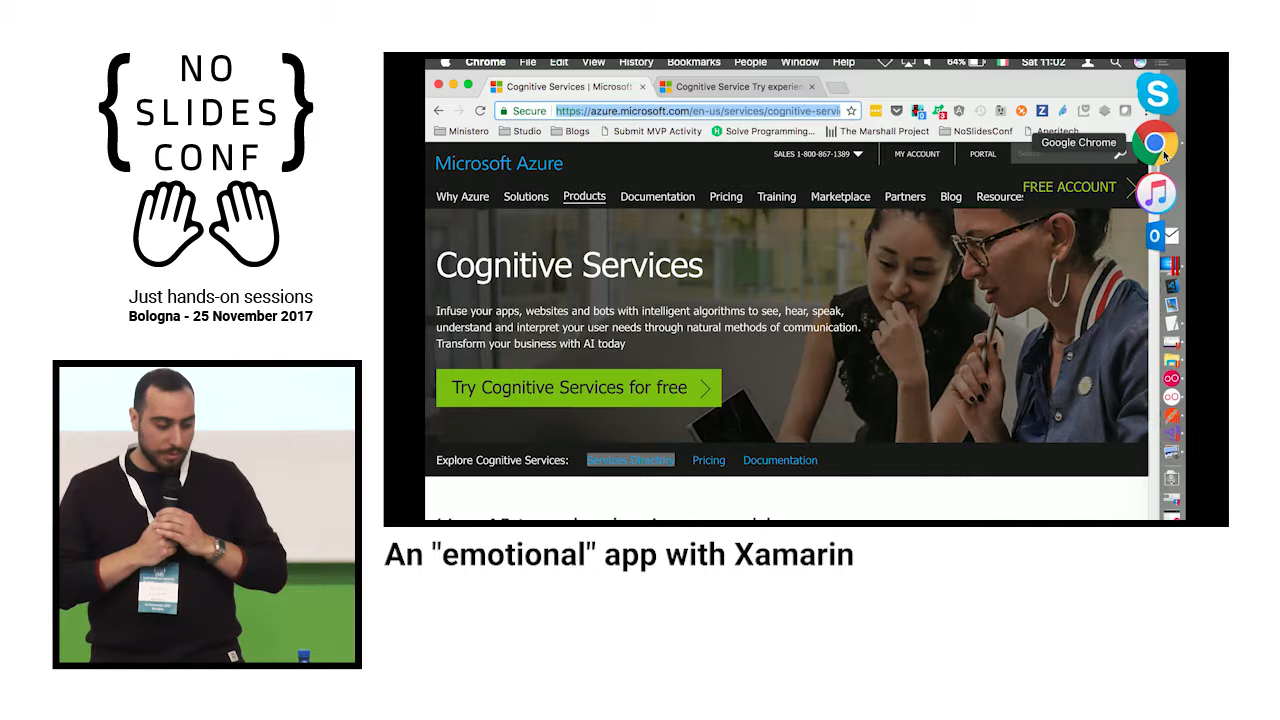 { NO }
SLIDES
CONF
Just hands-on sessions
Bologna - 25 November 2017
Chrome File Edit View History Bookmarks People Window Help 64% Sat 11:02
Cognitive Services | Microsoft × Cognitive Service Try experien ×
Secure https://azure.microsoft.com/en-us/services/cognitive-servi
Ministero Studio Blogs Submit MVP Activity Solve Programming... The Marshall Project NoSlidesConf Aperitech
Google Chrome
Microsoft Azure
SALES 1-800-867-1389 MY ACCOUNT PORTAL Search
Why Azure Solutions Products Documentation Pricing Training Marketplace Partners Blog Resources
FREE ACCOUNT
Cognitive Services
Infuse your apps, websites and bots with intelligent algorithms to see, hear, speak,
understand and interpret your user needs through natural methods of communication.
Transform your business with AI today
Try Cognitive Services for free
Explore Cognitive Services: Services Directory Pricing Documentation
An "emotional" app with Xamarin